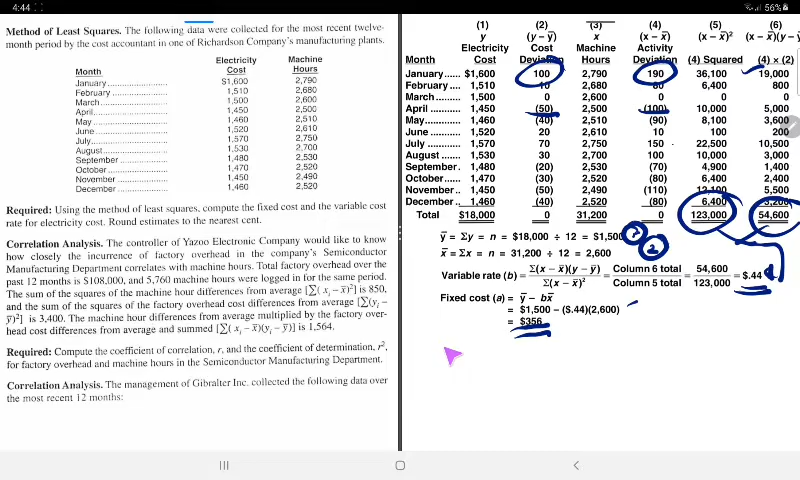 4:44
56%
Method of Least Squares. The following data were collected for the most recent twelve-
month period by the cost accountant in one of Richardson Company's manufacturing plants.
Electricity Machine
Month Cost Hours
January $1,600 2,790
February 1,510 2,680
March 1,500 2,600
April 1,450 2,500
May 1,460 2,510
June 1,520 2,610
July 1,570 2,750
August 1,530 2,700
September 1,480 2,530
October 1,470 2,520
November 1,450 2,490
December 1,460 2,520
Required: Using the method of least squares, compute the fixed cost and the variable cost
rate for electricity cost. Round estimates to the nearest cent.
Correlation Analysis. The controller of Yazoo Electronic Company would like to know
how closely the incurrence of factory overhead in the company's Semiconductor
Manufacturing Department correlates with machine hours. Total factory overhead over the
past 12 months is $108,000, and 5,760 machine hours were logged in for the same period.
The sum of the squares of the machine hour differences from average [∑( xᵢ – x̅)²] is 850,
and the sum of the squares of the factory overhead cost differences from average [∑(yᵢ –
y̅)²] is 3,400. The machine hour differences from average multiplied by the factory over-
head cost differences from average and summed [∑( xᵢ – x̅)(yᵢ – y̅)] is 1,564.
Required: Compute the coefficient of correlation, r, and the coefficient of determination, r²,
for factory overhead and machine hours in the Semiconductor Manufacturing Department.
Correlation Analysis. The management of Gibralter Inc. collected the following data over
the most recent 12 months:
(1) (2) (3) (4) (5) (6)
y (y – y̅) x (x – x̅) (x – x̅)² (x – x̅)(y –
Electricity Cost Machine Activity
Month Cost Deviation Hours Deviation (4) Squared (4) × (2)
January...... $1,600 100 2,790 190 36,100 19,000
February .... 1,510 10 2,680 80 6,400 800
March ........ 1,500 0 2,600 0 0 0
April .......... 1,450 (50) 2,500 (100) 10,000 5,000
May............ 1,460 (40) 2,510 (90) 8,100 3,600
June .......... 1,520 20 2,610 10 100 200
July ........... 1,570 70 2,750 150 22,500 10,500
August ....... 1,530 30 2,700 100 10,000 3,000
September. 1,480 (20) 2,530 (70) 4,900 1,400
October...... 1,470 (30) 2,520 (80) 6,400 2,400
November .. 1,450 (50) 2,490 (110) 12,100 5,500
December.. 1,460 (40) 2,520 (80) 6,400 3,200
Total $18,000 0 31,200 0 123,000 54,600
y̅ = Σy ÷ n = $18,000 ÷ 12 = $1,500
x̅ = Σx ÷ n = 31,200 ÷ 12 = 2,600
2
Variable rate (b) = Σ(x – x̅)(y – y̅) / Σ(x – x̅)² = Column 6 total / Column 5 total = 54,600 / 123,000 = $.44
Fixed cost (a) = y̅ – bx̅
= $1,500 – ($.44)(2,600)
= $356